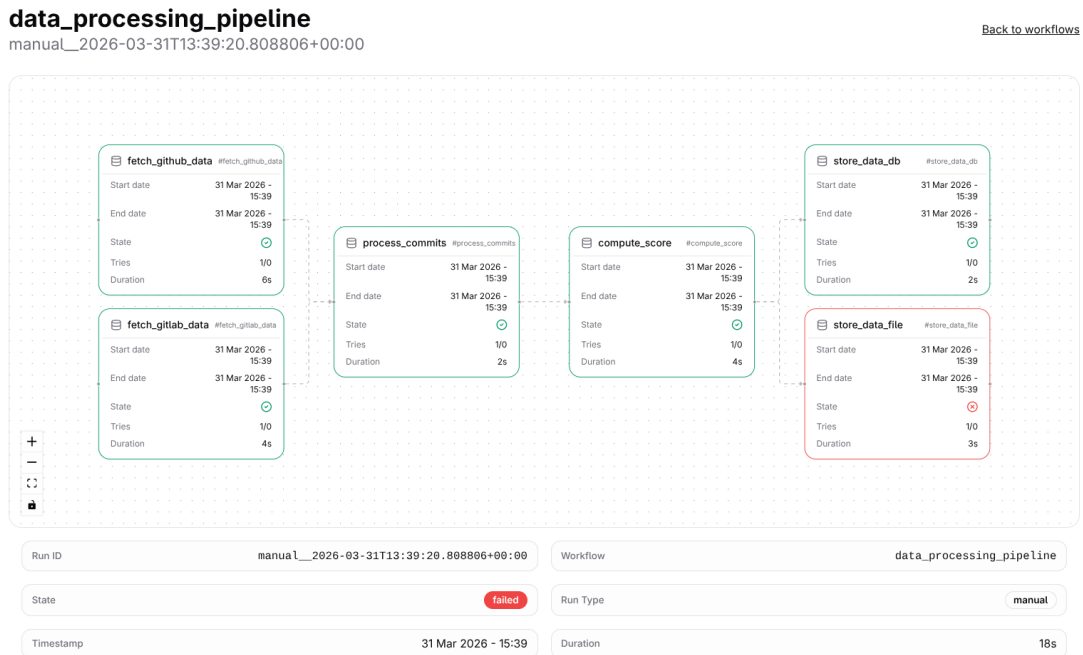 data_processing_pipeline
manual__2026-03-31T13:39:20.808806+00:00
Back to workflows
fetch_github_data #fetch_github_data
Start date 31 Mar 2026 -
15:39
End date 31 Mar 2026 -
15:39
State
Tries 1/0
Duration 6s
fetch_gitlab_data #fetch_gitlab_data
Start date 31 Mar 2026 -
15:39
End date 31 Mar 2026 -
15:39
State
Tries 1/0
Duration 4s
process_commits #process_commits
Start date 31 Mar 2026 -
15:39
End date 31 Mar 2026 -
15:39
State
Tries 1/0
Duration 2s
compute_score #compute_score
Start date 31 Mar 2026 -
15:39
End date 31 Mar 2026 -
15:39
State
Tries 1/0
Duration 4s
store_data_db #store_data_db
Start date 31 Mar 2026 -
15:39
End date 31 Mar 2026 -
15:39
State
Tries 1/0
Duration 2s
store_data_file #store_data_file
Start date 31 Mar 2026 -
15:39
End date 31 Mar 2026 -
15:39
State
Tries 1/0
Duration 3s
Run ID manual__2026-03-31T13:39:20.808806+00:00
Workflow data_processing_pipeline
State failed
Run Type manual
Timestamp 31 Mar 2026 - 15:39
Duration 18s